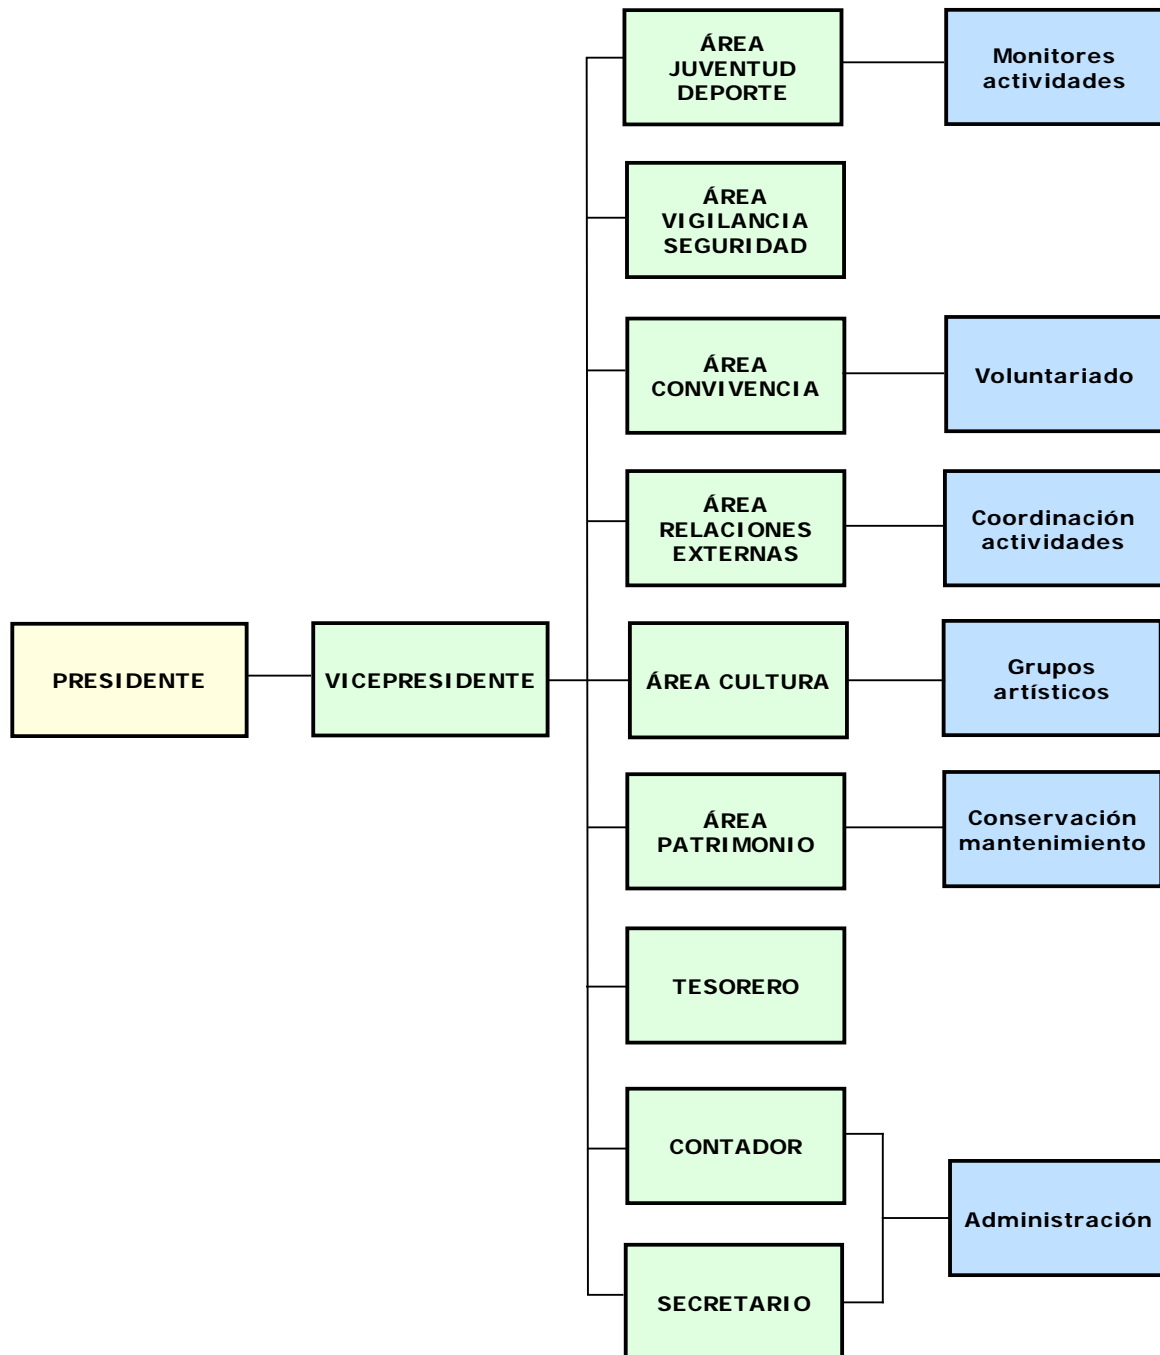 ÁREA
JUVENTUD
DEPORTE
Monitores
actividades
ÁREA
VIGILANCIA
SEGURIDAD
ÁREA
CONVIVENCIA
Voluntariado
ÁREA
RELACIONES
EXTERNAS
Coordinación
actividades
PRESIDENTE
VICEPRESIDENTE
ÁREA CULTURA
Grupos
artísticos
ÁREA
PATRIMONIO
Conservación
mantenimiento
TESORERO
CONTADOR
Administración
SECRETARIO